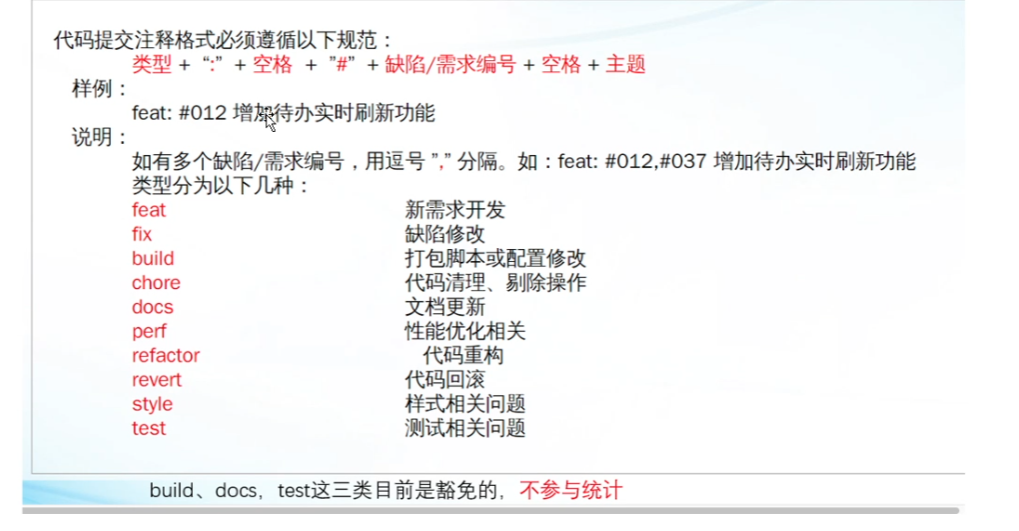 代码提交注释格式必须遵循以下规范：
类型 + “:” + 空格 + ”#” + 缺陷/需求编号 + 空格 + 主题
样例：
feat: #012 增加待办实时刷新功能
说明：
如有多个缺陷/需求编号，用逗号 ”,” 分隔。如：feat: #012,#037 增加待办实时刷新功能
类型分为以下几种：
feat 新需求开发
fix 缺陷修改
build 打包脚本或配置修改
chore 代码清理、剔除操作
docs 文档更新
perf 性能优化相关
refactor 代码重构
revert 代码回滚
style 样式相关问题
test 测试相关问题
build、docs，test这三类目前是豁免的，不参与统计